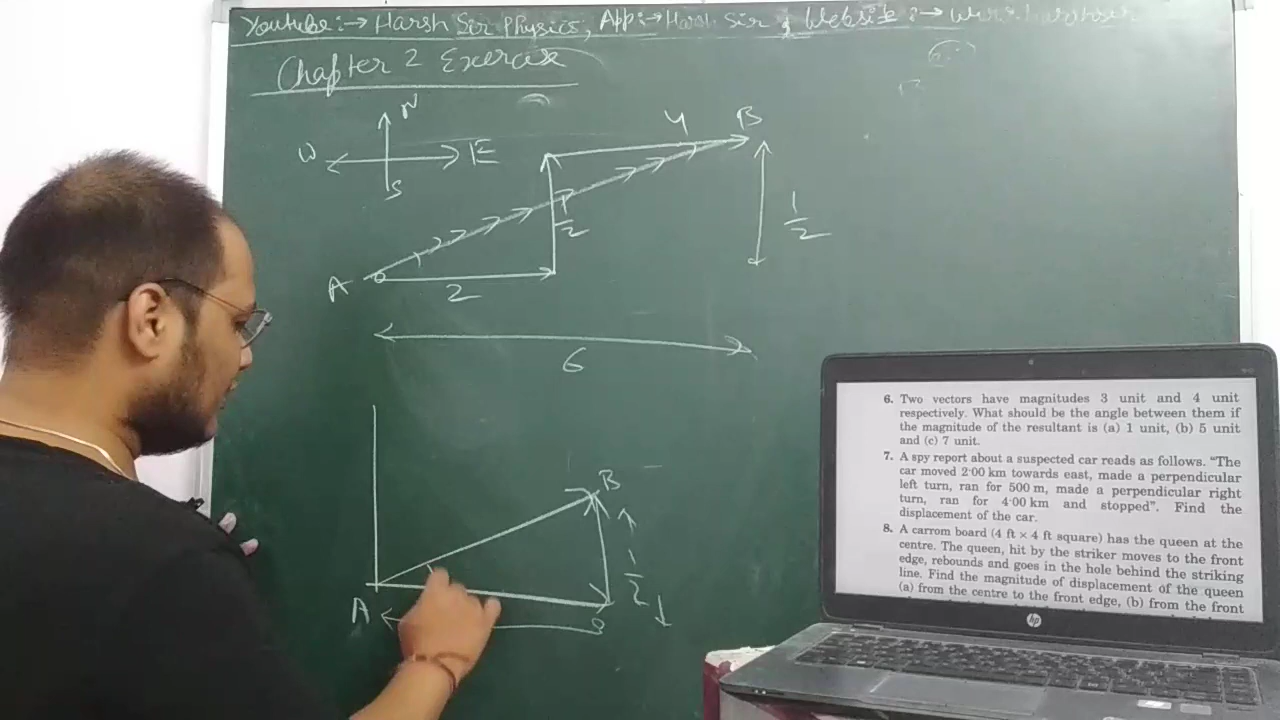 Youtube:→ Harsh Sir Physics, App:→ Harsh Sir, Website:→
Chapter 2 Exercise
N
W
E
S
4
B
1/2
1/2
A
2
6
B
1/2
A
6. Two vectors have magnitudes 3 unit and 4 unit
respectively. What should be the angle between them if
the magnitude of the resultant is (a) 1 unit, (b) 5 unit
and (c) 7 unit.
7. A spy report about a suspected car reads as follows. "The
car moved 2·00 km towards east, made a perpendicular
left turn, ran for 500 m, made a perpendicular right
turn, ran for 4·00 km and stopped". Find the
displacement of the car.
8. A carrom board (4 ft × 4 ft square) has the queen at the
centre. The queen, hit by the striker moves to the front
edge, rebounds and goes in the hole behind the striking
line. Find the magnitude of displacement of the queen
(a) from the centre to the front edge, (b) from the front
hp